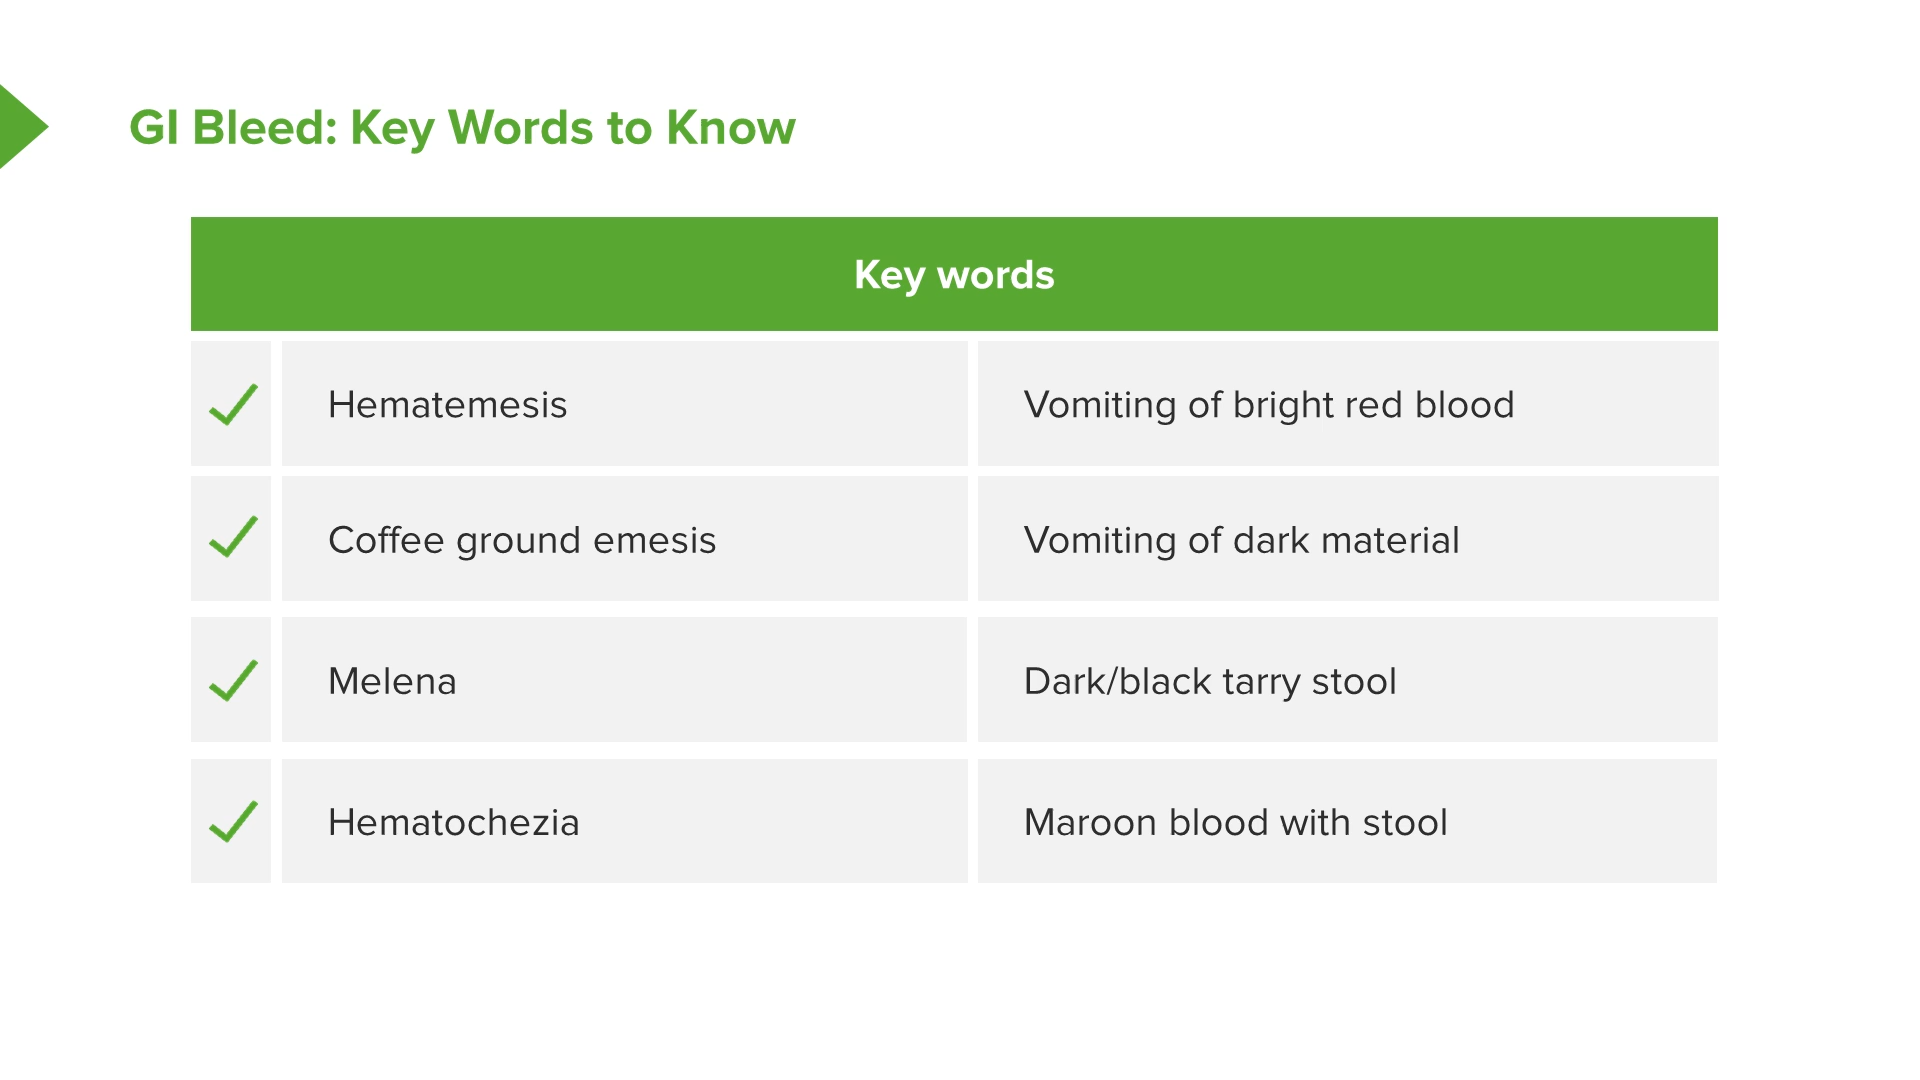 GI Bleed: Key Words to Know
Key words
Hematemesis
Vomiting of bright red blood
Coffee ground emesis
Vomiting of dark material
Melena
Dark/black tarry stool
Hematochezia
Maroon blood with stool